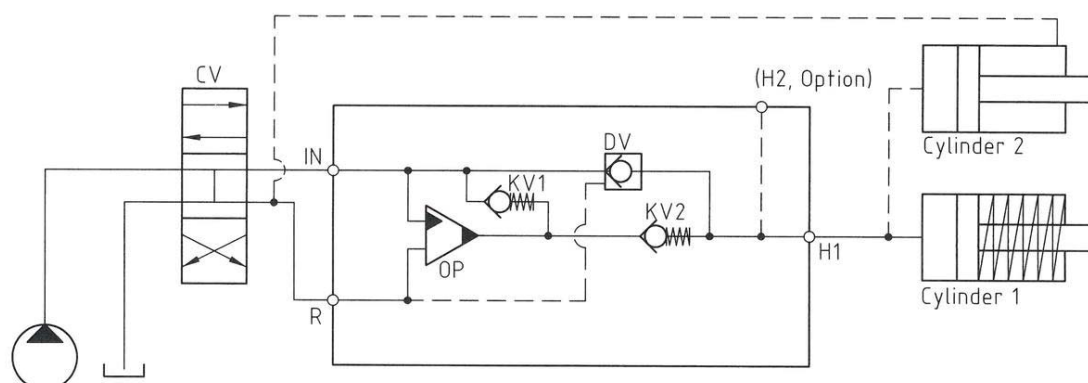 CV
(H2, Option)
DV
IN
KV1
Cylinder 2
KV2
H1
OP
R
Cylinder 1